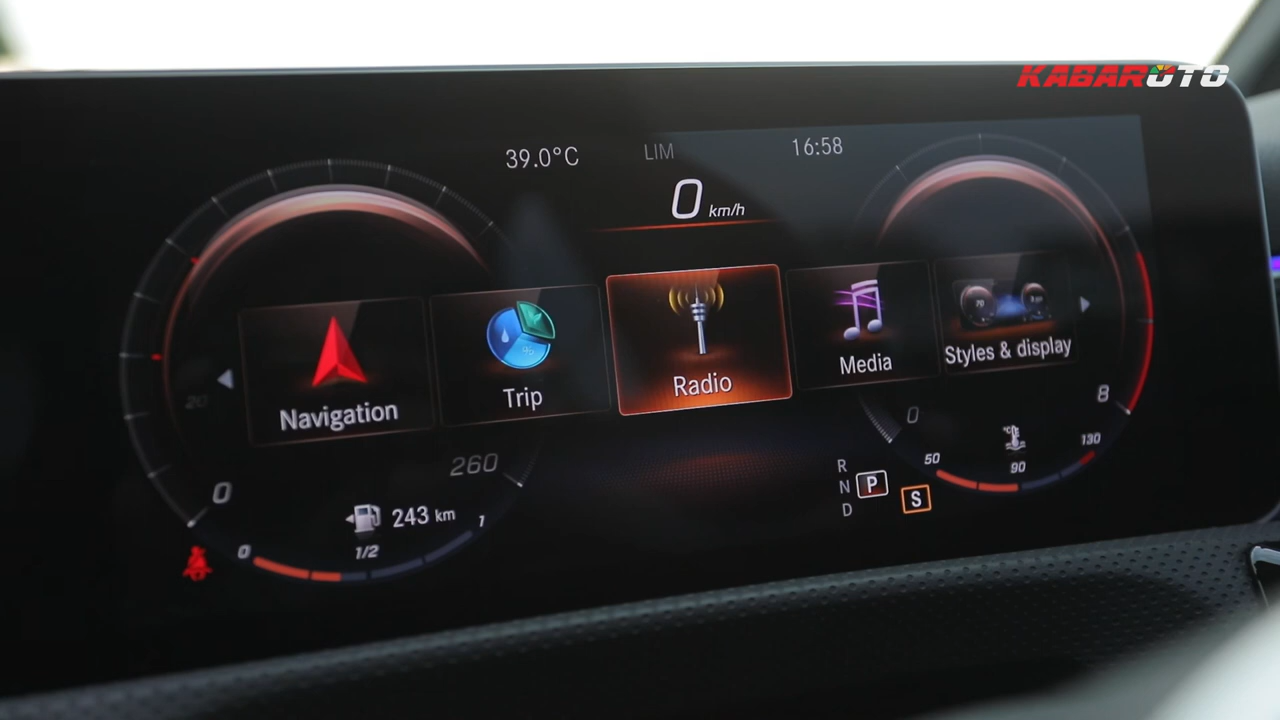 KABAROTO
39.0°C LIM 16:58
0 km/h
Navigation
Trip
Radio
Media
Styles & display
20
0
260
243 km
0 1/2 1
R
N P
D
S
0
8
50 90 130
°C